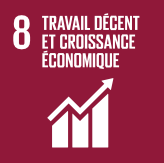 8 TRAVAIL DÉCENT
ET CROISSANCE
ÉCONOMIQUE